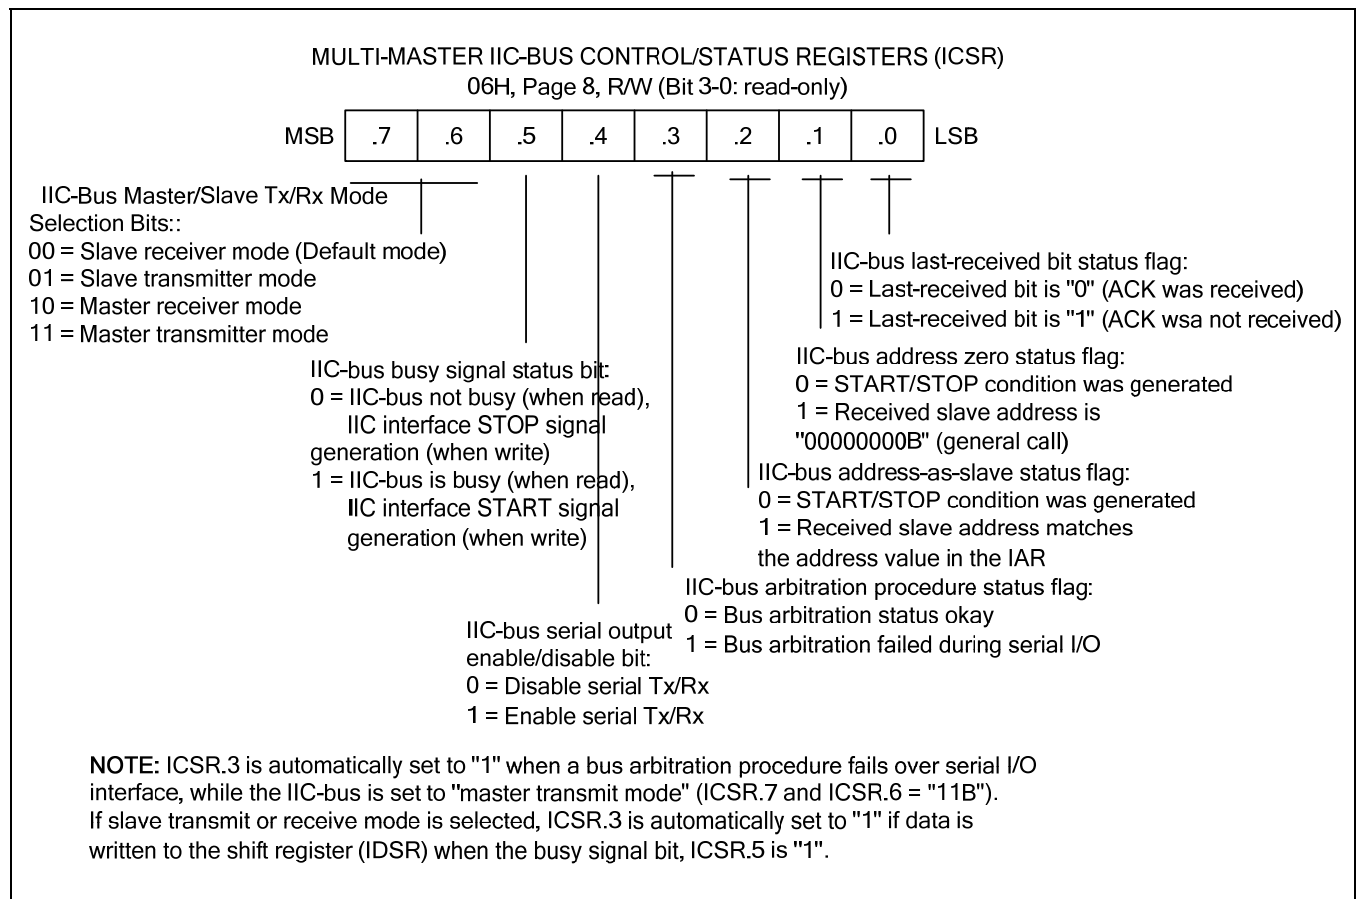 MULTI-MASTER IIC-BUS CONTROL/STATUS REGISTERS (ICSR)
06H, Page 8, R/W (Bit 3-0: read-only)
MSB .7 .6 .5 .4 .3 .2 .1 .0 LSB
IIC-Bus Master/Slave Tx/Rx Mode
Selection Bits::
00 = Slave receiver mode (Default mode)
01 = Slave transmitter mode
10 = Master receiver mode
11 = Master transmitter mode
IIC-bus last-received bit status flag:
0 = Last-received bit is "0" (ACK was received)
1 = Last-received bit is "1" (ACK wsa not received)
IIC-bus address zero status flag:
0 = START/STOP condition was generated
1 = Received slave address is
"00000000B" (general call)
IIC-bus busy signal status bit:
0 = IIC-bus not busy (when read),
IIC interface STOP signal
generation (when write)
1 = IIC-bus is busy (when read),
IIC interface START signal
generation (when write)
IIC-bus address-as-slave status flag:
0 = START/STOP condition was generated
1 = Received slave address matches
the address value in the IAR
IIC-bus arbitration procedure status flag:
0 = Bus arbitration status okay
1 = Bus arbitration failed during serial I/O
IIC-bus serial output
enable/disable bit:
0 = Disable serial Tx/Rx
1 = Enable serial Tx/Rx
NOTE: ICSR.3 is automatically set to "1" when a bus arbitration procedure fails over serial I/O
interface, while the IIC-bus is set to "master transmit mode" (ICSR.7 and ICSR.6 = "11B").
If slave transmit or receive mode is selected, ICSR.3 is automatically set to "1" if data is
written to the shift register (IDSR) when the busy signal bit, ICSR.5 is "1".